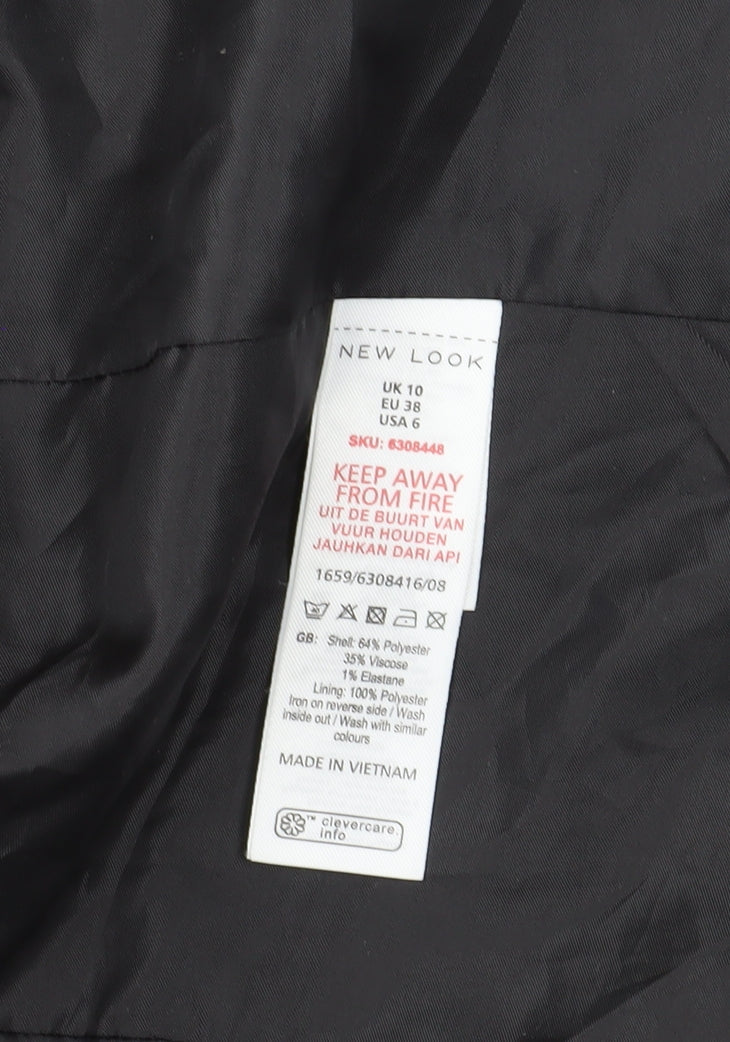 NEW LOOK
UK 10
EU 38
USA 6
SKU: 6308448
KEEP AWAY
FROM FIRE
UIT DE BUURT VAN
VUUR HOUDEN
JAUHKAN DARI API
1659/6308416/08
40
GB: Shell: 64% Polyester
35% Viscose
1% Elastane
Lining: 100% Polyester
Iron on reverse side / Wash
inside out / Wash with similar
colours
MADE IN VIETNAM
™ clevercare.
info